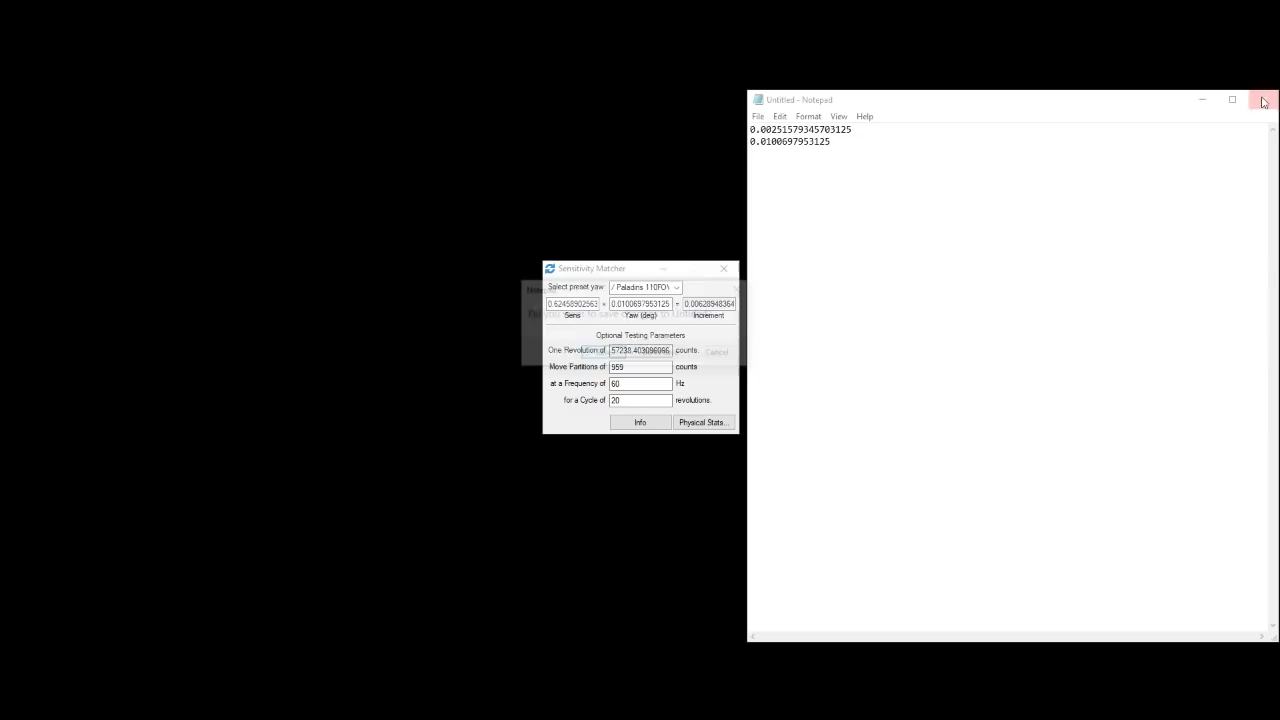 Untitled - Notepad
File Edit Format View Help
0.00251579345703125
0.0100697953125
Sensitivity Matcher
Select preset yaw: / Paladins 110FOV
0.62458902563 × 0.0100697953125 = 0.00628948364
Sens Yaw (deg) Increment
Optional Testing Parameters
One Revolution of 57238.403096966 counts.
Move Partitions of 959 counts
at a Frequency of 60 Hz
for a Cycle of 20 revolutions.
Info Physical Stats...
Cancel